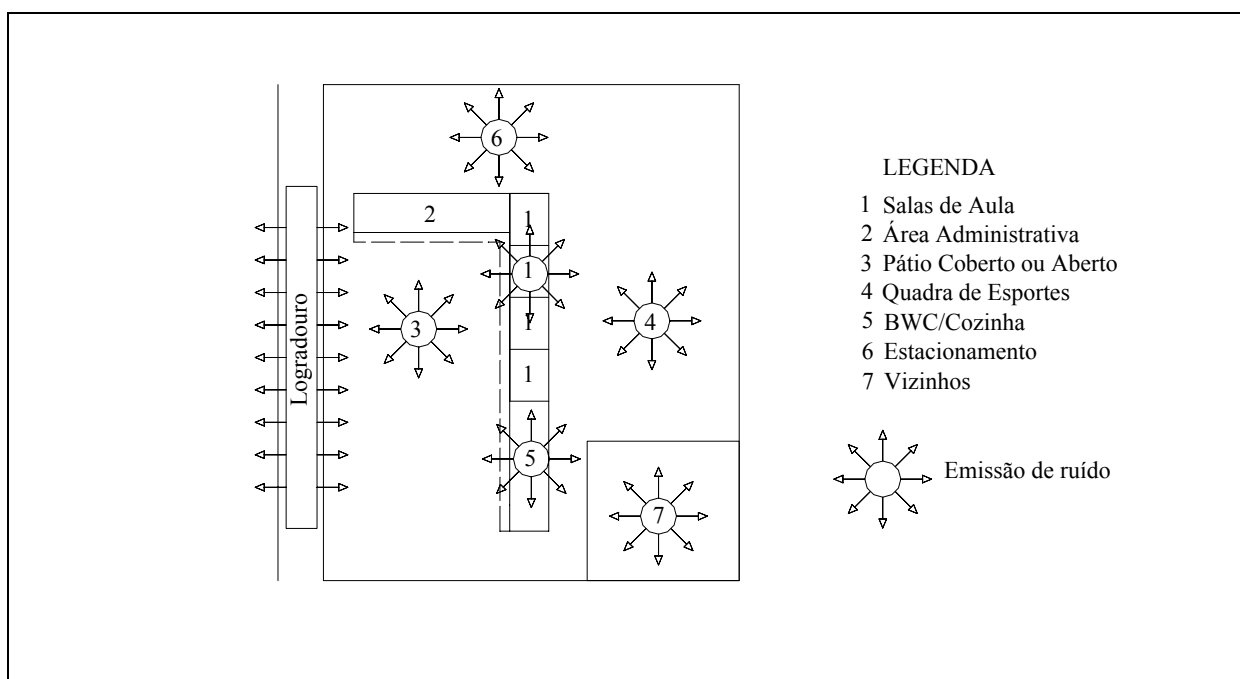 6
2
1
1
1
1
3
4
5
7
Logradouro
LEGENDA
1 Salas de Aula
2 Área Administrativa
3 Pátio Coberto ou Aberto
4 Quadra de Esportes
5 BWC/Cozinha
6 Estacionamento
7 Vizinhos
Emissão de ruído